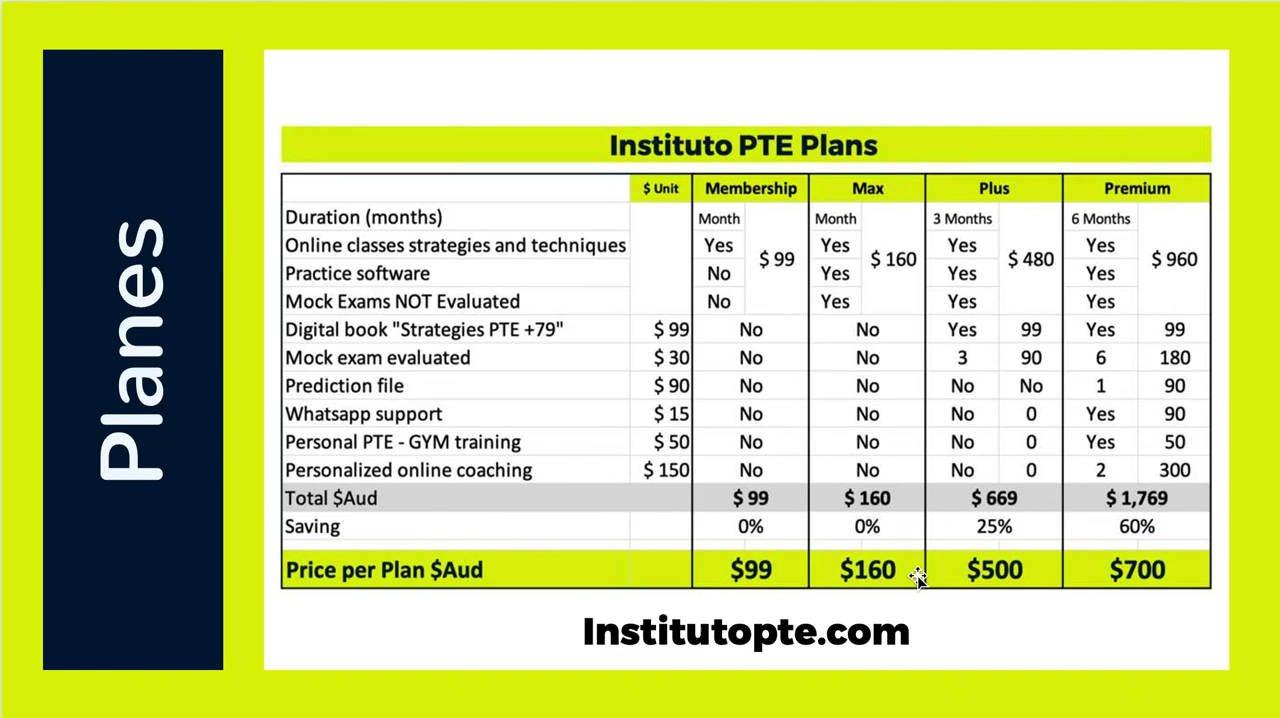 Planes
Instituto PTE Plans
$ Unit Membership Max Plus Premium
Duration (months) Month Month 3 Months 6 Months
Online classes strategies and techniques Yes $ 99 Yes $ 160 Yes $ 480 Yes $ 960
Practice software No Yes Yes Yes
Mock Exams NOT Evaluated No Yes Yes Yes
Digital book "Strategies PTE +79" $ 99 No No Yes 99 Yes 99
Mock exam evaluated $ 30 No No 3 90 6 180
Prediction file $ 90 No No No No 1 90
Whatsapp support $ 15 No No No 0 Yes 90
Personal PTE - GYM training $ 50 No No No 0 Yes 50
Personalized online coaching $ 150 No No No 0 2 300
Total $Aud $ 99 $ 160 $ 669 $ 1,769
Saving 0% 0% 25% 60%
Price per Plan $Aud $99 $160 $500 $700
Institutopte.com